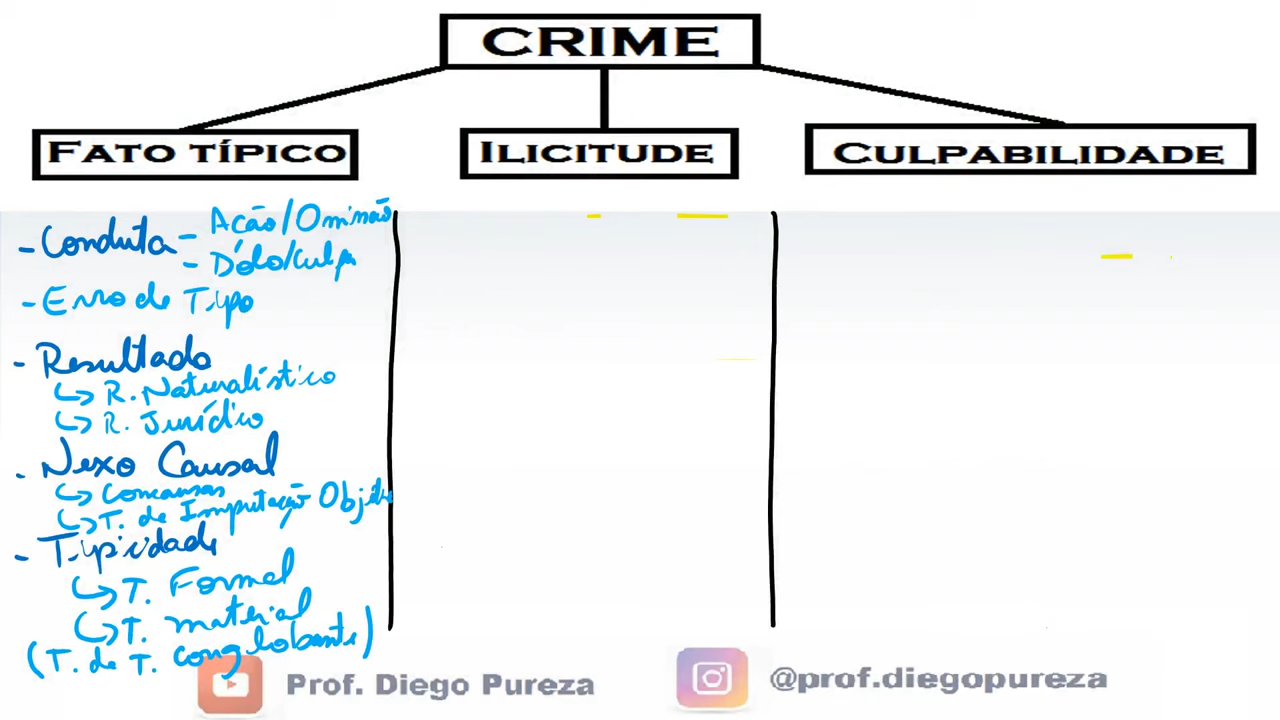 CRIME
FATO TÍPICO
ILICITUDE
CULPABILIDADE
- Conduta - Ação/Omissão
- Dólo/Culpa
- Erro de Tipo
- Resultado
↳ R. Naturalístico
↳ R. Jurídico
- Nexo Causal
↳ Concausas
↳ T. de Imputação Objetiva
- Tipicidade
↳ T. Formal
↳ T. material
(T. de T. conglobante)
Prof. Diego Pureza
@prof.diegopureza